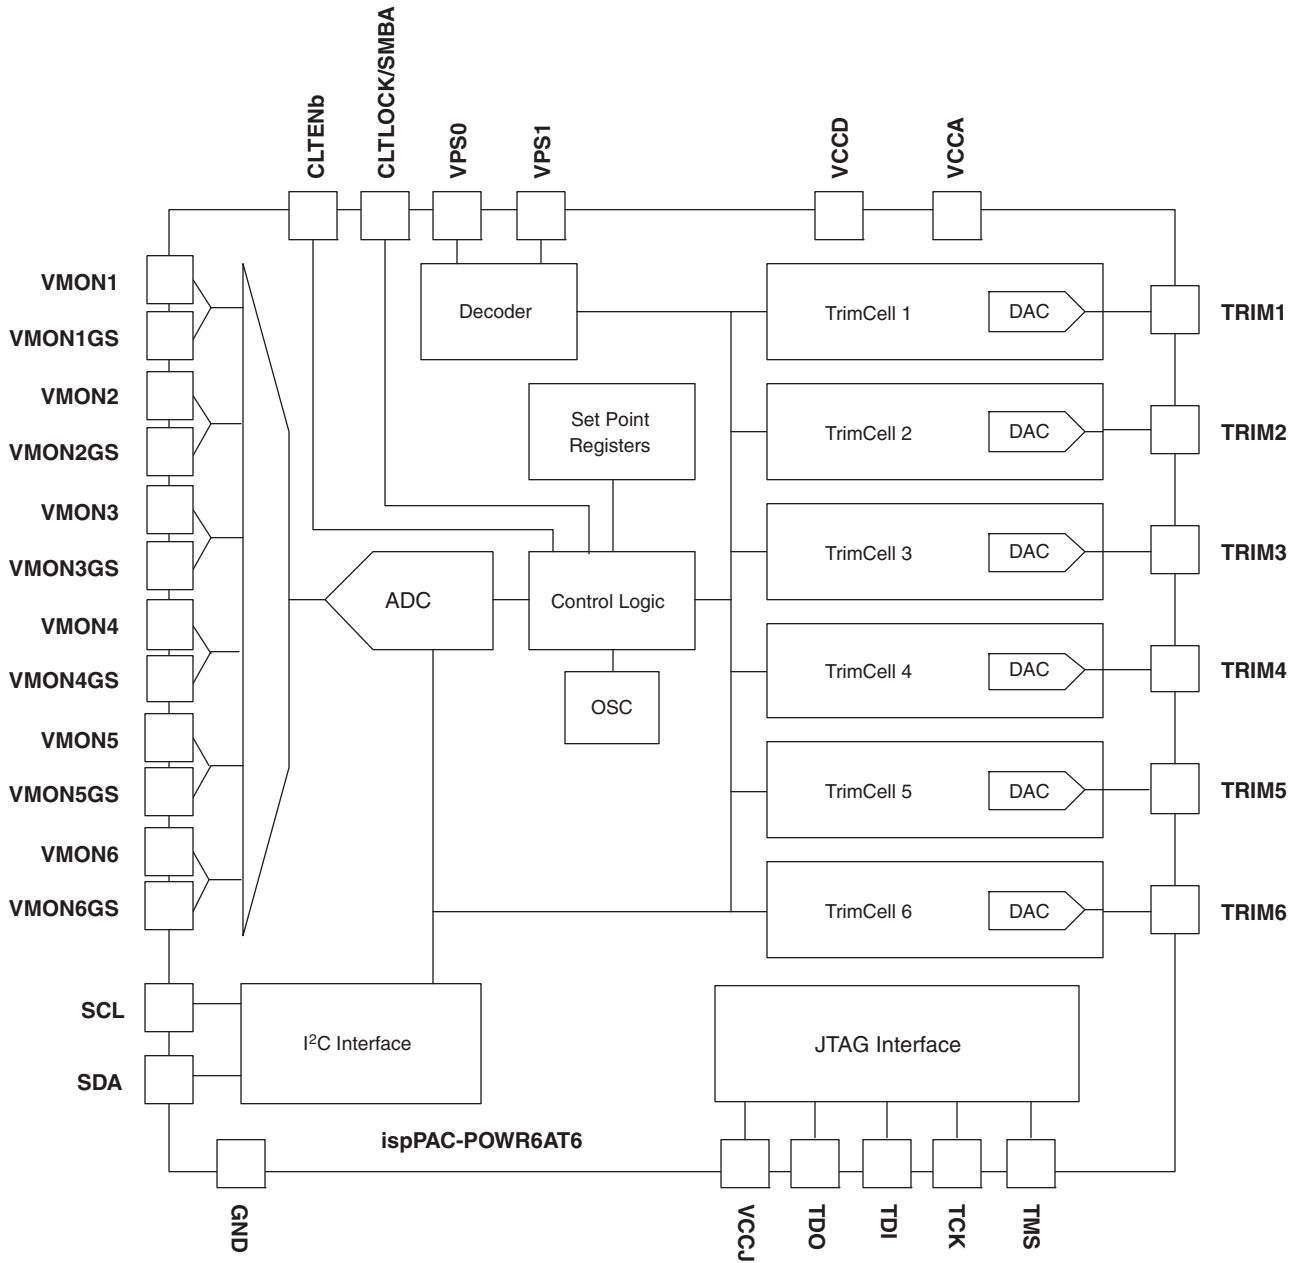 CLTENb
CLTLOCK/SMBA
VPS0
VPS1
VCCD
VCCA
VMON1
VMON1GS
VMON2
VMON2GS
VMON3
VMON3GS
VMON4
VMON4GS
VMON5
VMON5GS
VMON6
VMON6GS
SCL
SDA
Decoder
Set Point
Registers
ADC
Control Logic
OSC
TrimCell 1
DAC
TRIM1
TrimCell 2
DAC
TRIM2
TrimCell 3
DAC
TRIM3
TrimCell 4
DAC
TRIM4
TrimCell 5
DAC
TRIM5
TrimCell 6
DAC
TRIM6
I²C Interface
JTAG Interface
ispPAC-POWR6AT6
GND
VCCJ
TDO
TDI
TCK
TMS